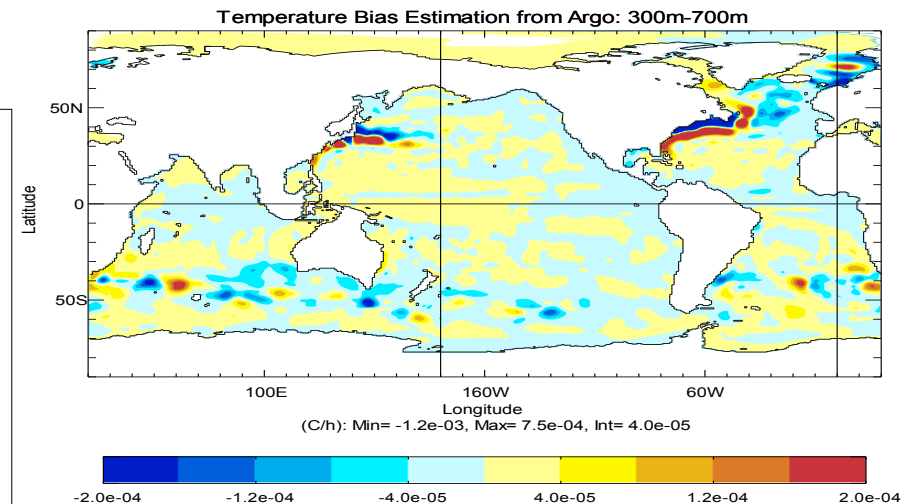 Temperature Bias Estimation from Argo: 300m-700m
Latitude
50N
0
50S
100E 160W 60W
Longitude
(C/h): Min= -1.2e-03, Max= 7.5e-04, Int= 4.0e-05
-2.0e-04 -1.2e-04 -4.0e-05 4.0e-05 1.2e-04 2.0e-04